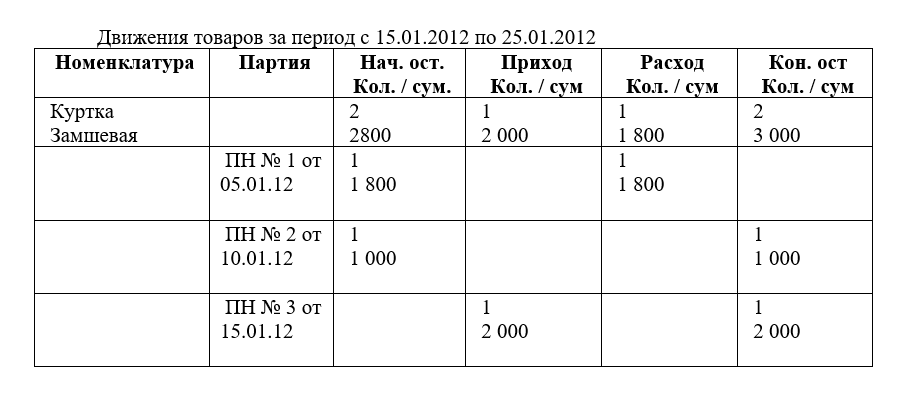 Движения товаров за период с 15.01.2012 по 25.01.2012
Номенклатура Партия Нач. ост. Приход Расход Кон. ост
Кол. / сум. Кол. / сум Кол. / сум Кол. / сум
Куртка 2 1 1 2
Замшевая 2800 2 000 1 800 3 000
ПН № 1 от 1 1
05.01.12 1 800 1 800
ПН № 2 от 1 1
10.01.12 1 000 1 000
ПН № 3 от 1 1
15.01.12 2 000 2 000